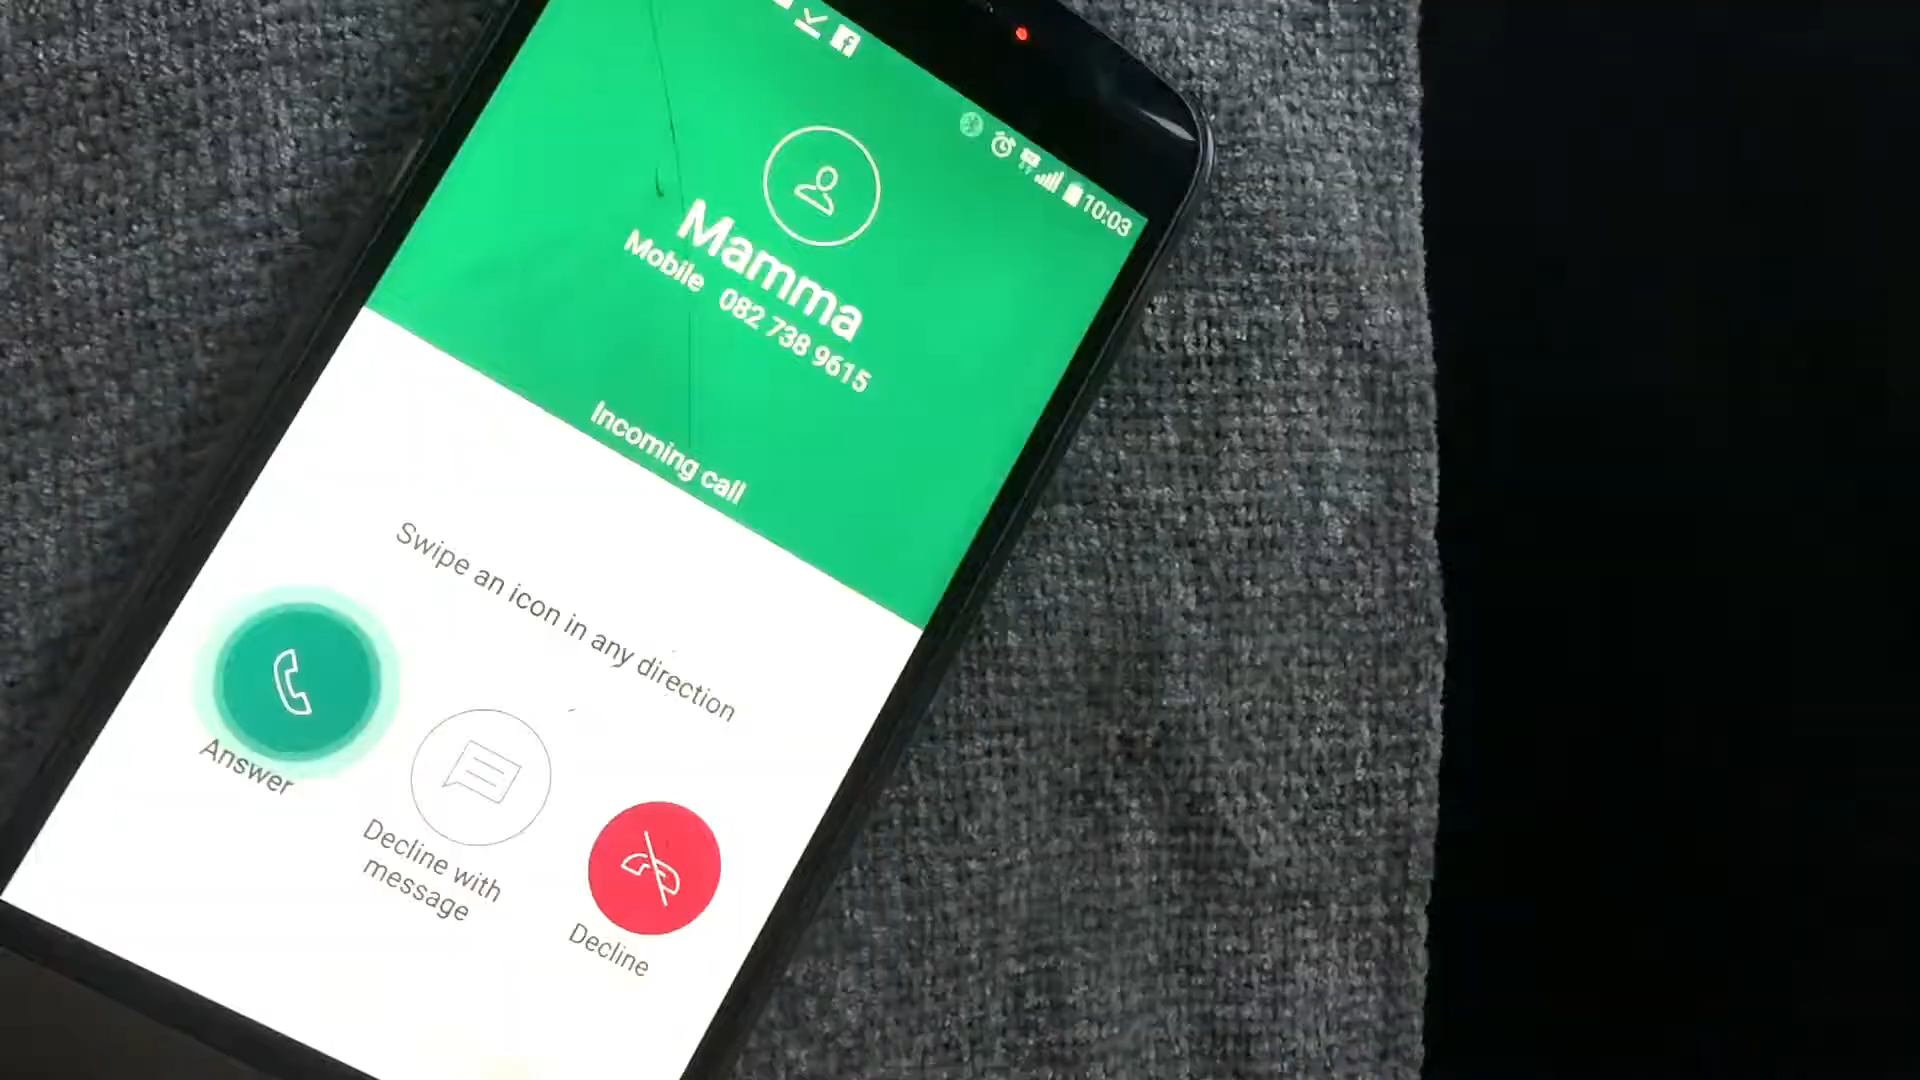 10:03
Mamma
Mobile 082 738 9615
Incoming call
Swipe an icon in any direction
Answer
Decline with
message
Decline